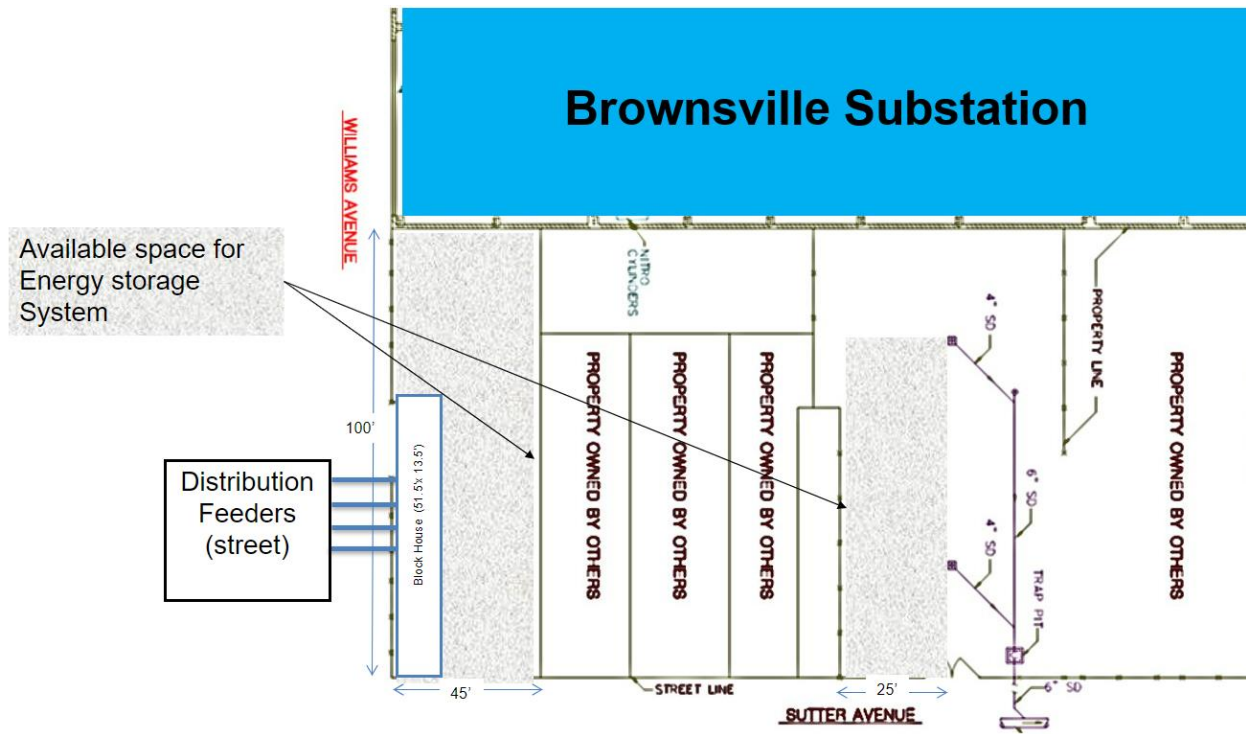 Brownsville Substation
WILLIAMS AVENUE
Available space for
Energy storage
System
NITRO
CYLINDERS
4" SD
PROPERTY LINE
PROPERTY OWNED BY OTHERS
PROPERTY OWNED BY OTHERS
PROPERTY OWNED BY OTHERS
PROPERTY OWNED BY OTHERS
100'
Block House (51.5'x 13.5')
Distribution
Feeders
(street)
6" SD
4" SD
TRAP PIT
45'
STREET LINE
25'
6" SD
SUTTER AVENUE